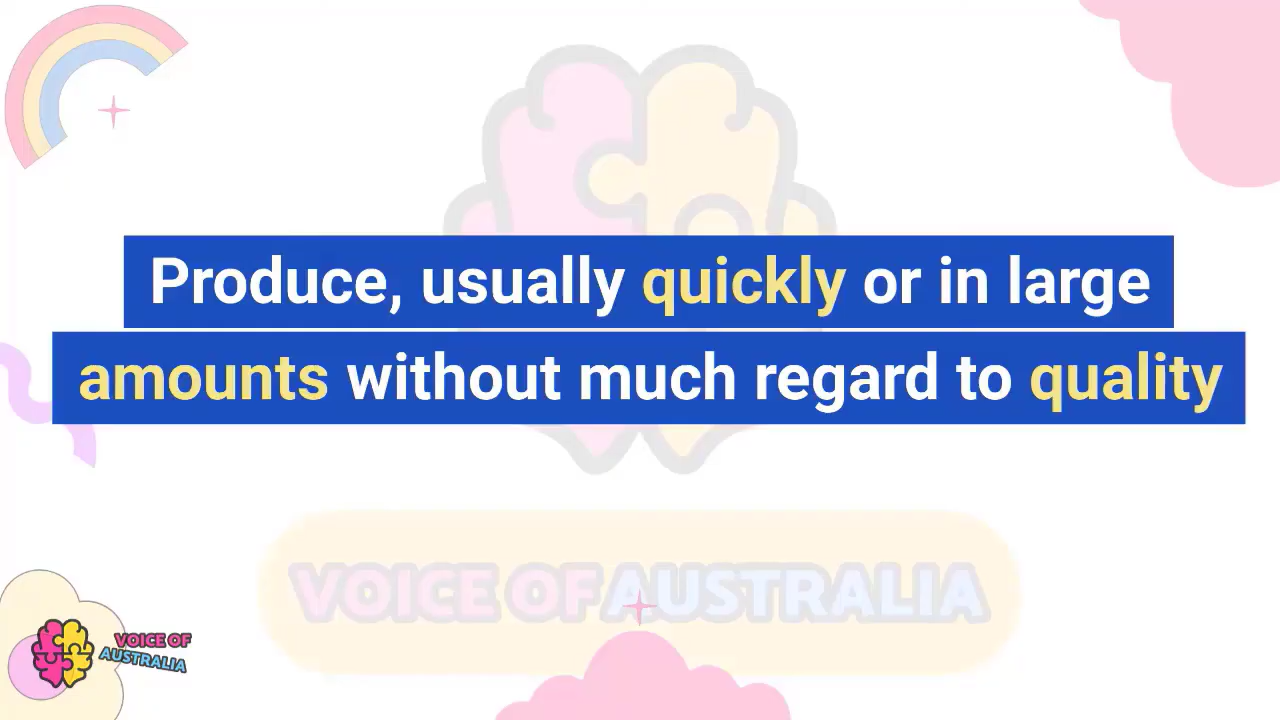 Produce, usually quickly or in large
amounts without much regard to quality
VOICE OF AUSTRALIA
VOICE OF
AUSTRALIA